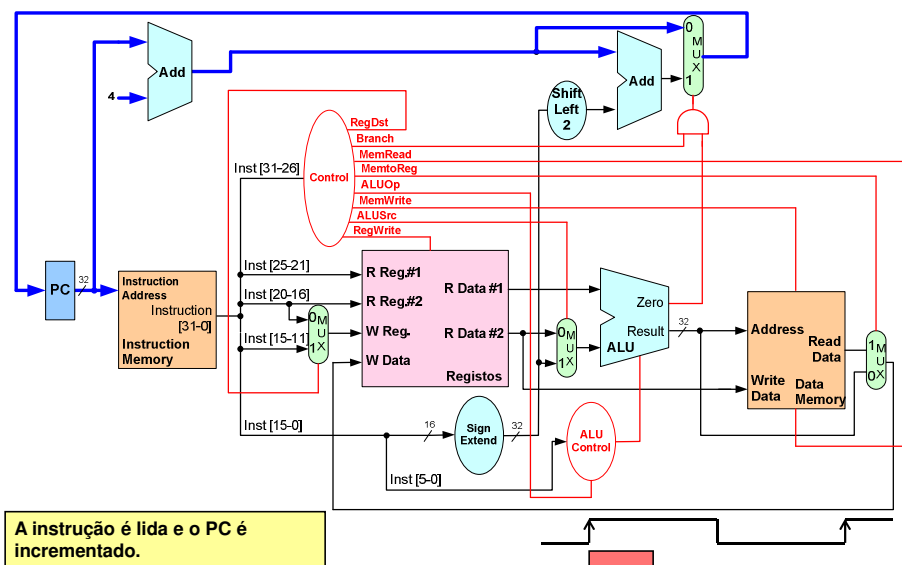 0
M
U
X
1
Add
4
Add
Shift
Left
2
RegDst
Branch
MemRead
MemtoReg
ALUOp
MemWrite
ALUSrc
RegWrite
Control
Inst [31-26]
PC
32
Instruction
Address
Instruction
[31-0]
Instruction
Memory
Inst [25-21]
Inst [20-16]
Inst [15-11]
0
M
U
X
1
R Reg.#1
R Reg.#2
W Reg.
W Data
R Data #1
R Data #2
Registos
0
M
U
X
1
Zero
Result
ALU
32
Address
Read
Data
Write
Data
Data
Memory
1
M
U
X
0
Inst [15-0]
16
Sign
Extend
32
ALU
Control
Inst [5-0]
A instrução é lida e o PC é
incrementado.